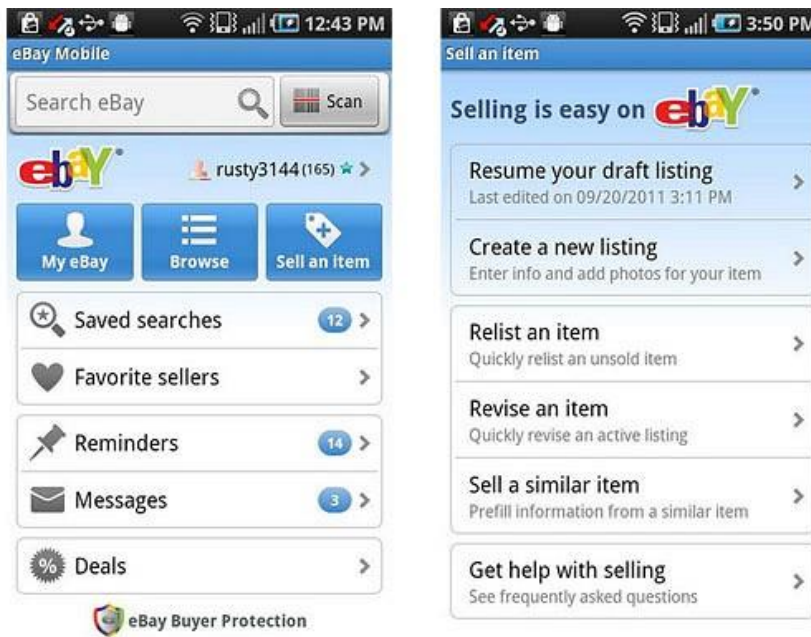 12:43 PM
eBay Mobile
Search eBay
Scan
ebaY
rusty3144 (165)
My eBay
Browse
Sell an item
Saved searches
12
Favorite sellers
Reminders
14
Messages
3
% Deals
eBay Buyer Protection
3:50 PM
Sell an item
Selling is easy on ebaY
Resume your draft listing
Last edited on 09/20/2011 3:11 PM
Create a new listing
Enter info and add photos for your item
Relist an item
Quickly relist an unsold item
Revise an item
Quickly revise an active listing
Sell a similar item
Prefill information from a similar item
Get help with selling
See frequently asked questions